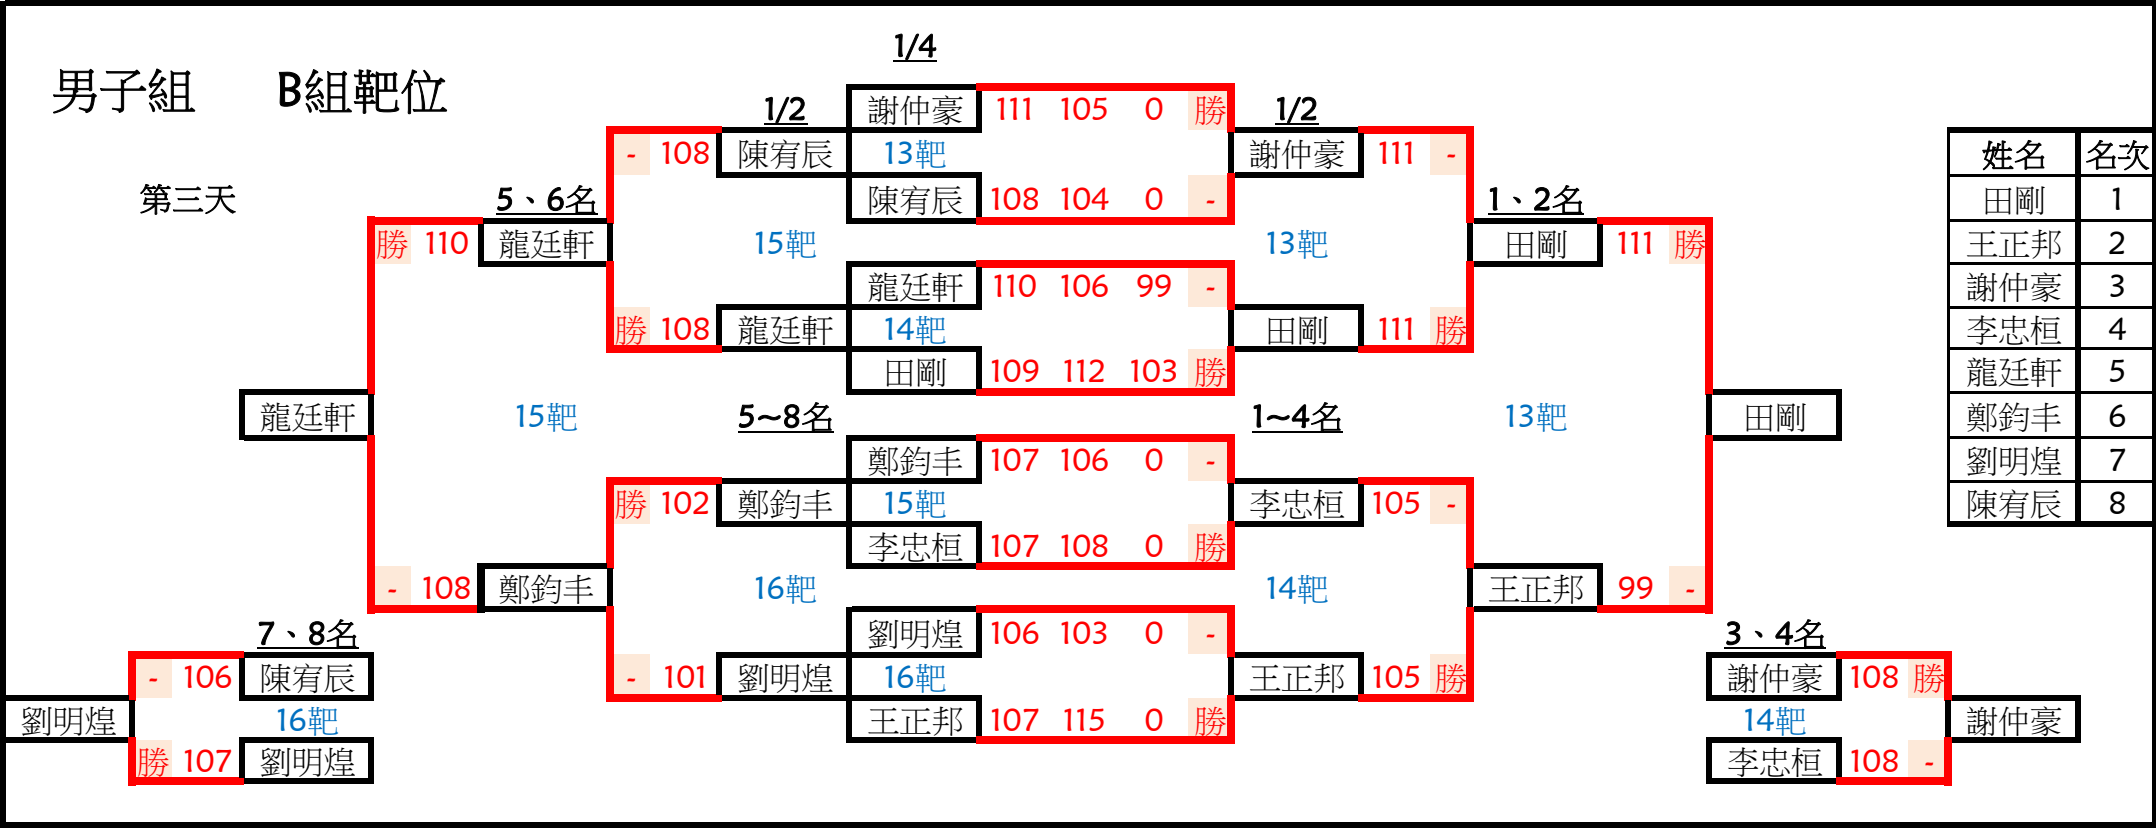 1/4
男子組 B組靶位
1/2 謝仲豪 111 105 0 勝 1/2
- 108 陳宥辰 13靶 謝仲豪 111 - 姓名 名次
第三天 5、6名 陳宥辰 108 104 0 - 1、2名 田剛 1
勝 110 龍廷軒 15靶 13靶 田剛 111 勝 王正邦 2
龍廷軒 110 106 99 - 謝仲豪 3
勝 108 龍廷軒 14靶 田剛 111 勝 李忠桓 4
田剛 109 112 103 勝 龍廷軒 5
龍廷軒 15靶 5~8名 1~4名 13靶 田剛 鄭鈞丰 6
鄭鈞丰 107 106 0 - 劉明煌 7
勝 102 鄭鈞丰 15靶 李忠桓 105 - 陳宥辰 8
李忠桓 107 108 0 勝
- 108 鄭鈞丰 16靶 14靶 王正邦 99 -
7、8名 劉明煌 106 103 0 - 3、4名
- 106 陳宥辰 - 101 劉明煌 16靶 王正邦 105 勝 謝仲豪 108 勝
劉明煌 16靶 王正邦 107 115 0 勝 14靶 謝仲豪
勝 107 劉明煌 李忠桓 108 -